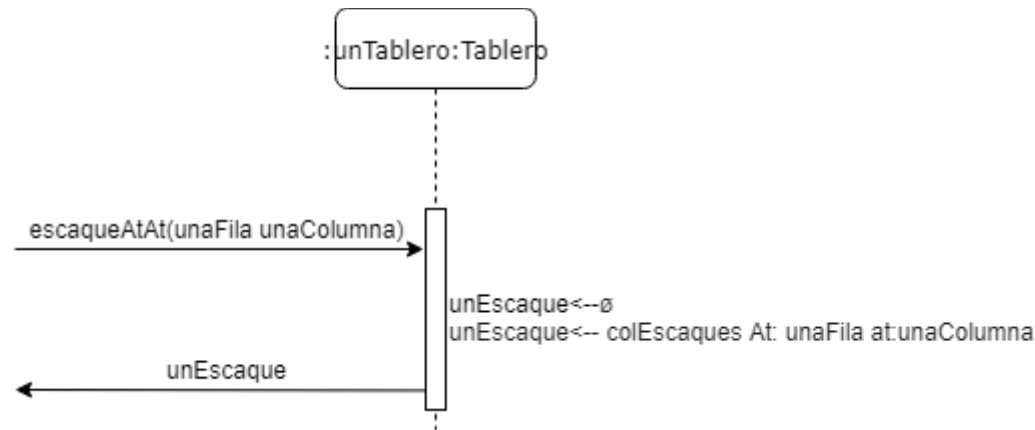 :unTablero:Tablero
escaqueAtAt(unaFila unaColumna)
unEscaque<--ø
unEscaque<-- colEscaques At: unaFila at:unaColumna
unEscaque